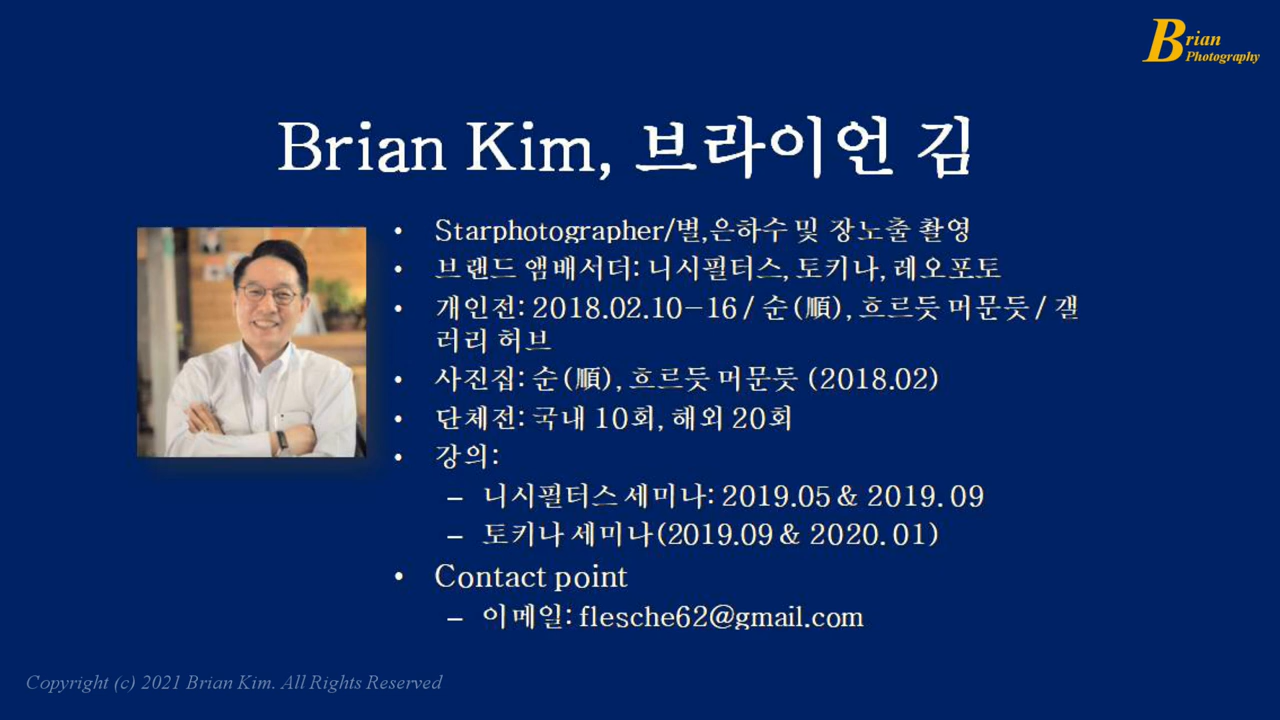 Brian
Photography
Brian Kim, 브라이언 김
• Starphotographer/별,은하수 및 장노출 촬영
• 브랜드 앰배서더: 니시필터스, 토키나, 레오포토
• 개인전: 2018.02.10-16 / 순(順), 흐르듯 머문듯 / 갤
러리 허브
• 사진집: 순(順), 흐르듯 머문듯 (2018.02)
• 단체전: 국내 10회, 해외 20회
• 강의:
– 니시필터스 세미나: 2019.05 & 2019. 09
– 토키나 세미나(2019.09 & 2020. 01)
• Contact point
– 이메일: flesche62@gmail.com
Copyright (c) 2021 Brian Kim. All Rights Reserved